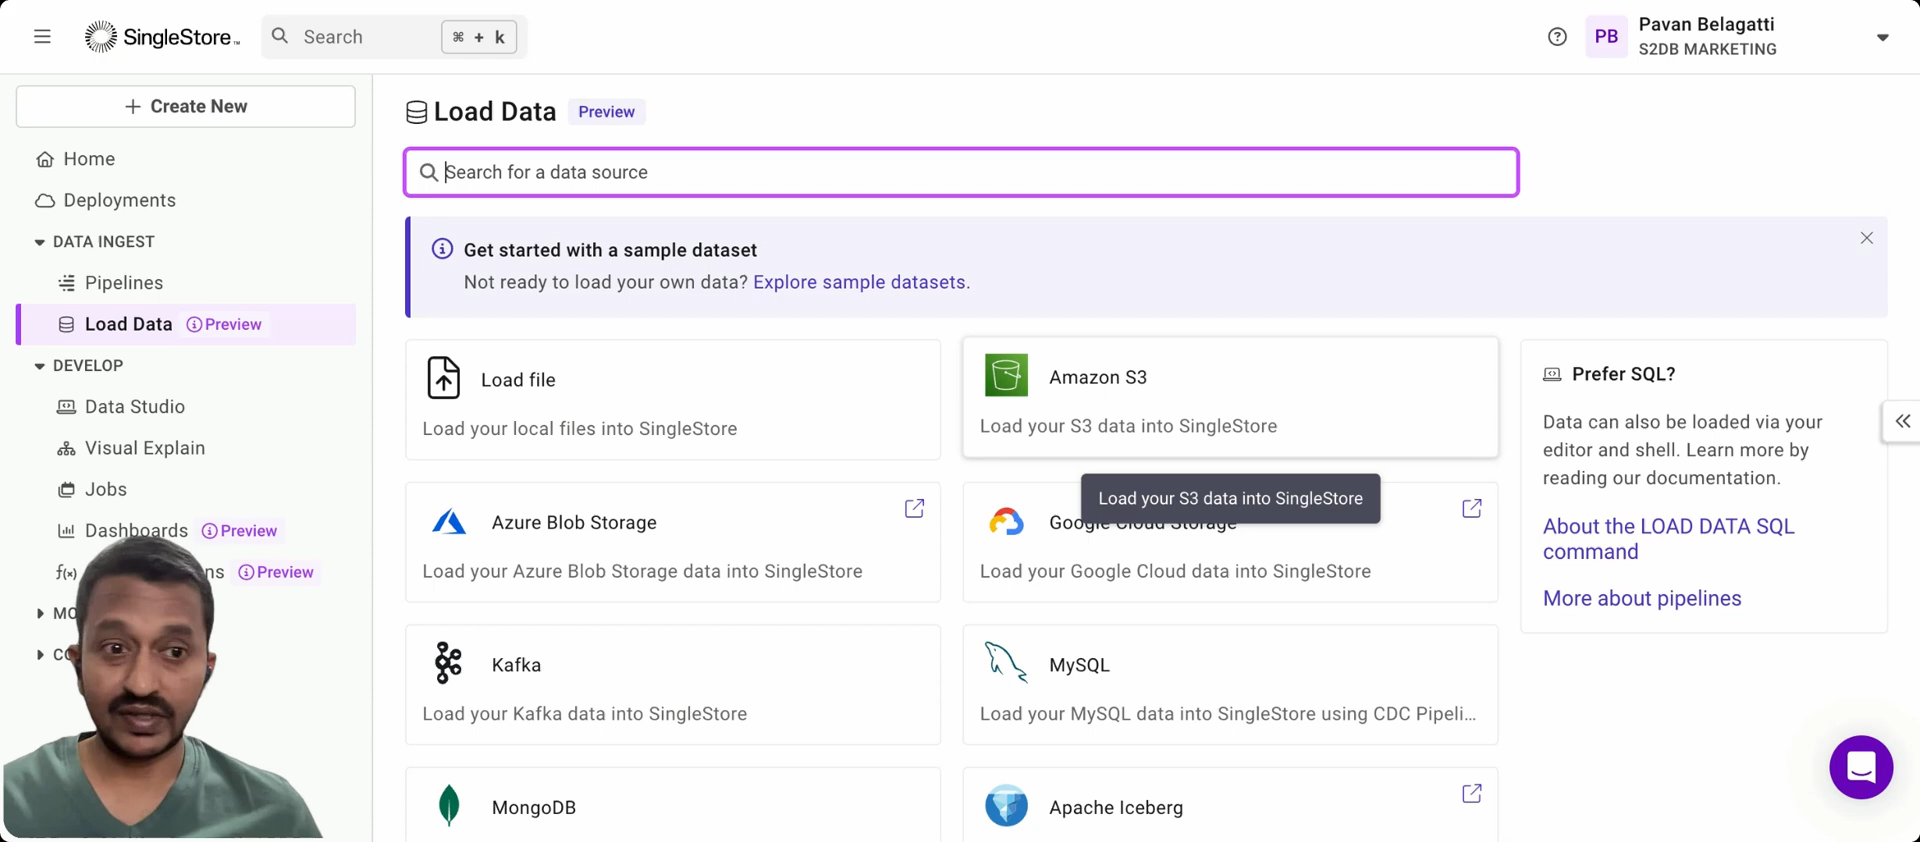 SingleStore™
Search
⌘ + k
PB
Pavan Belagatti
S2DB MARKETING
+ Create New
Home
Deployments
DATA INGEST
Pipelines
Load Data
Preview
DEVELOP
Data Studio
Visual Explain
Jobs
Dashboards
Preview
f(x)
ns
Preview
MO
CO
Load Data
Preview
Search for a data source
Get started with a sample dataset
Not ready to load your own data? Explore sample datasets.
Load file
Load your local files into SingleStore
Amazon S3
Load your S3 data into SingleStore
Load your S3 data into SingleStore
Azure Blob Storage
Load your Azure Blob Storage data into SingleStore
Google Cloud Storage
Load your Google Cloud data into SingleStore
Kafka
Load your Kafka data into SingleStore
MySQL
Load your MySQL data into SingleStore using CDC Pipeli...
MongoDB
Apache Iceberg
Prefer SQL?
Data can also be loaded via your
editor and shell. Learn more by
reading our documentation.
About the LOAD DATA SQL
command
More about pipelines